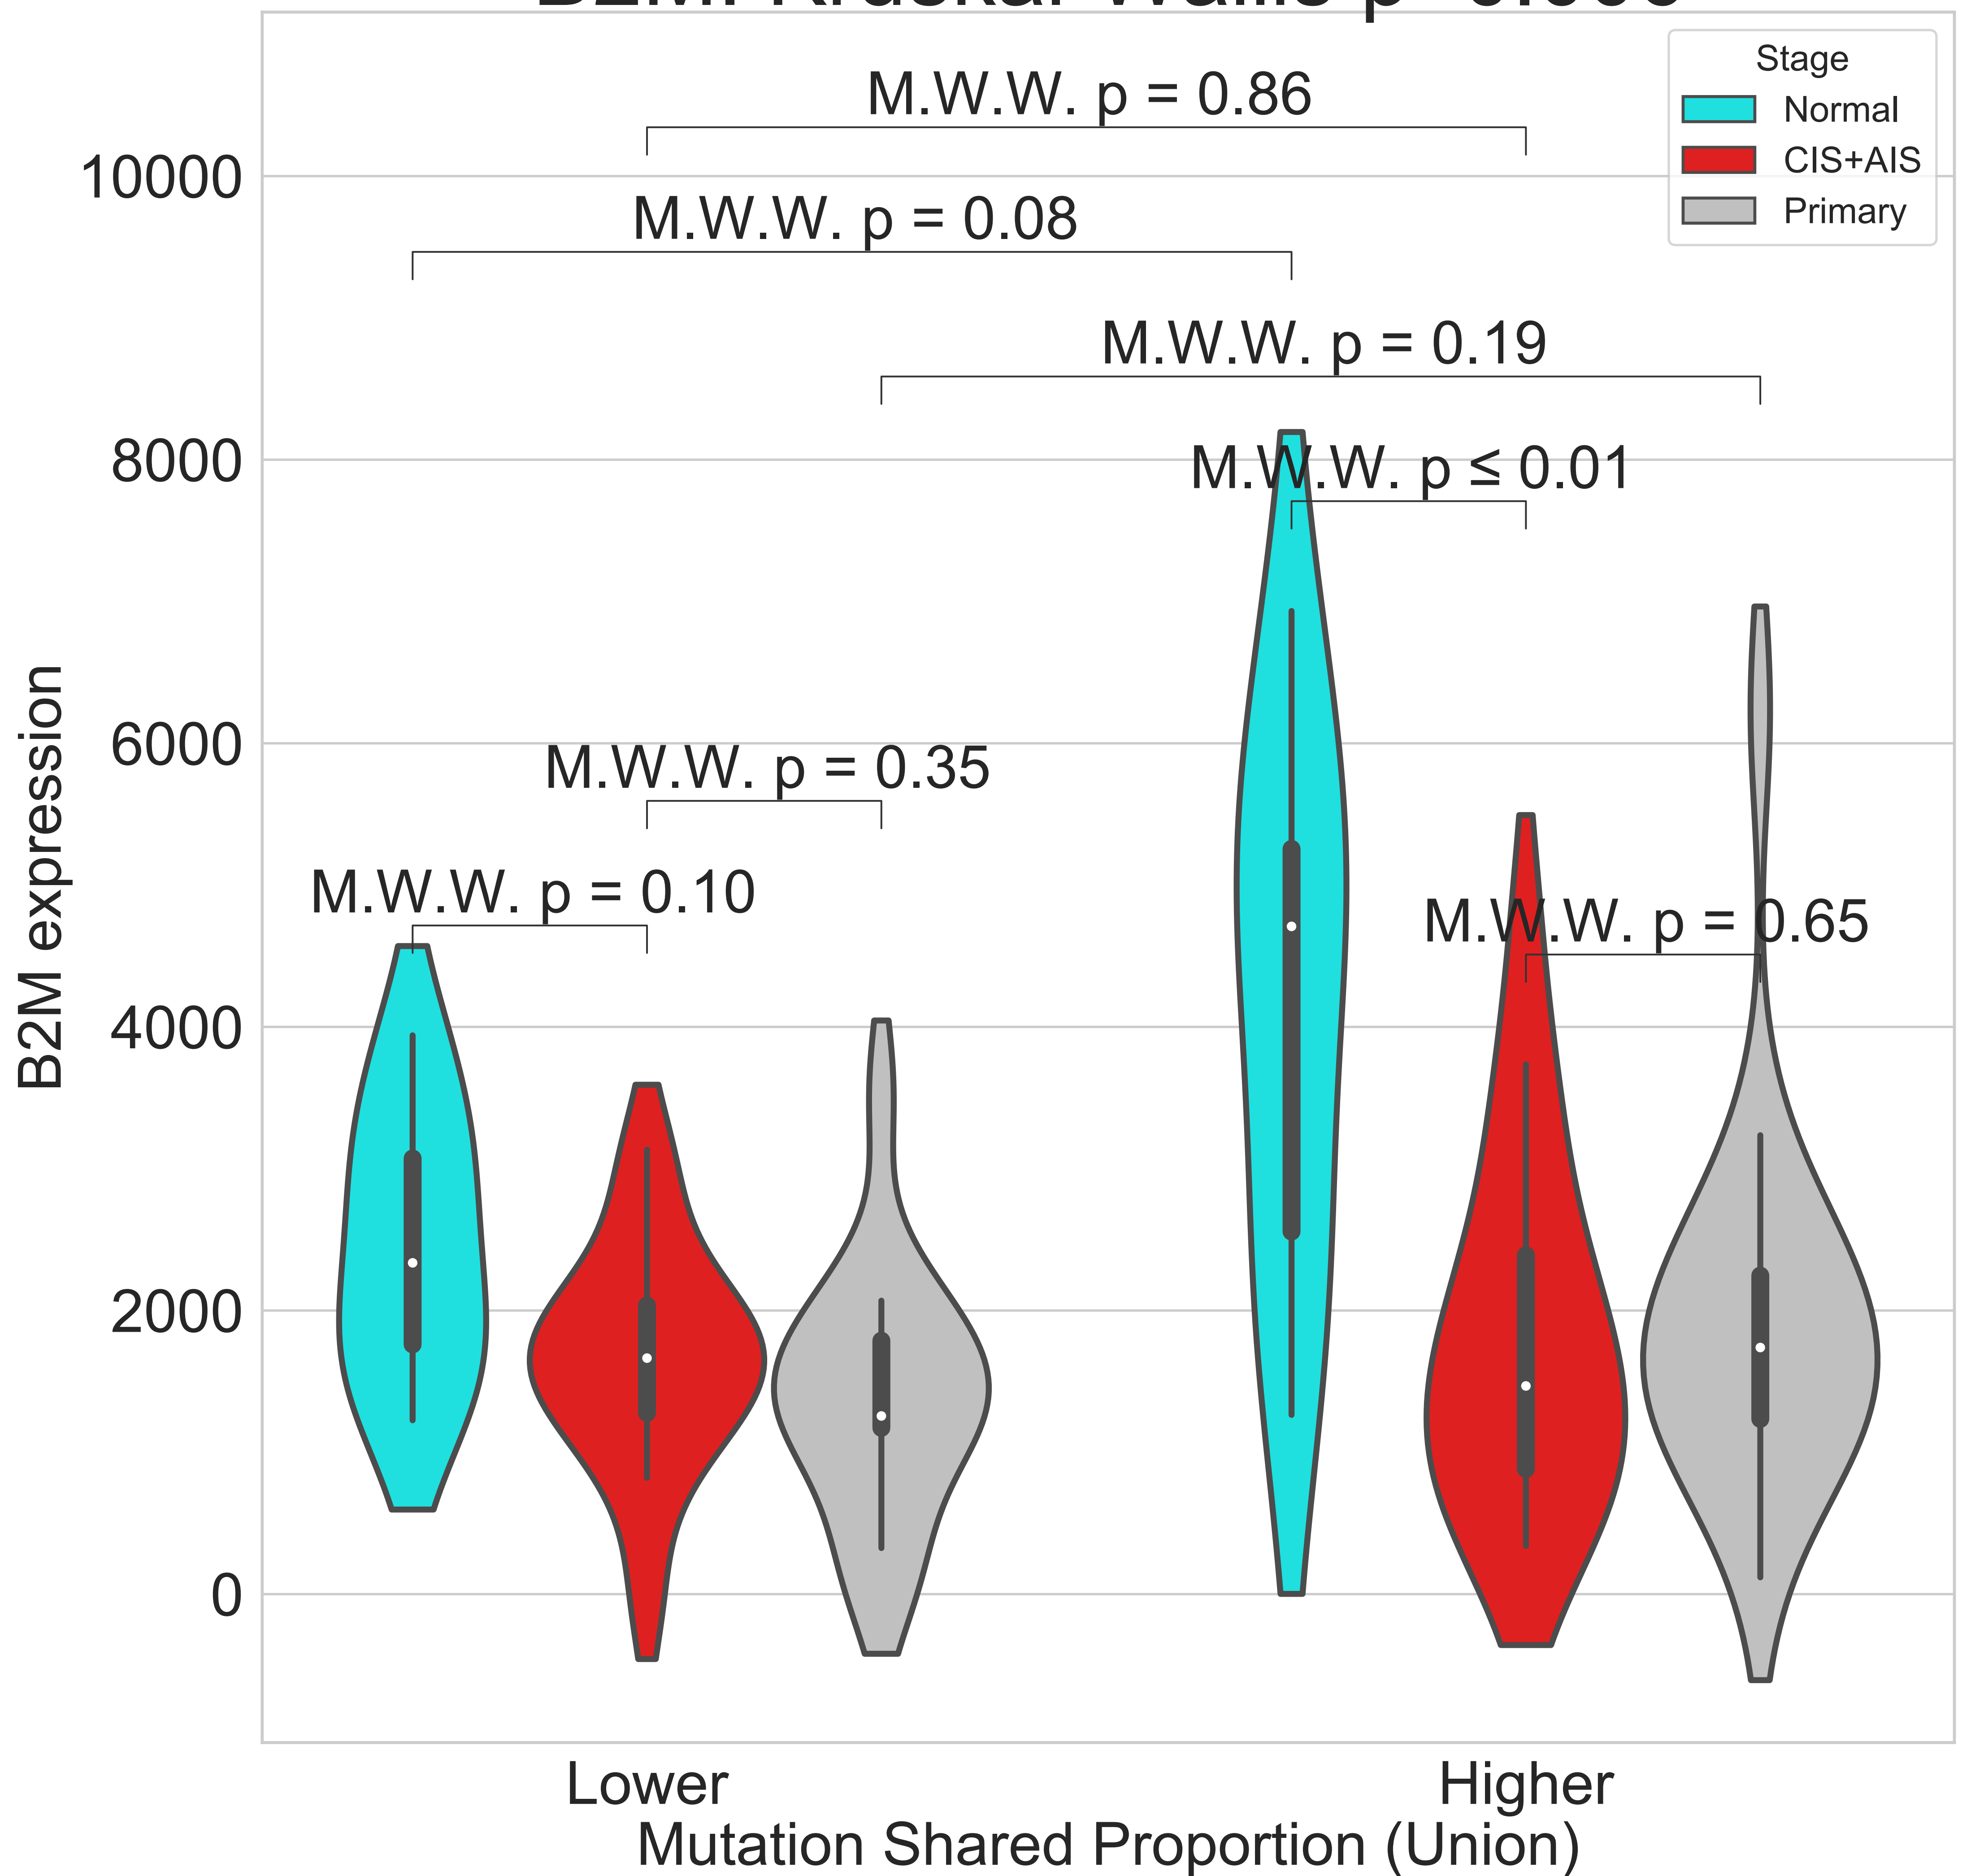 Stage
Normal
CIS+AIS
Primary
M.W.W. p = 0.86
M.W.W. p = 0.08
M.W.W. p = 0.19
M.W.W. p ≤ 0.01
M.W.W. p = 0.35
M.W.W. p = 0.10
M.W.W. p = 0.65
10000
8000
6000
4000
2000
0
B2M expression
Lower
Higher
Mutation Shared Proportion (Union)